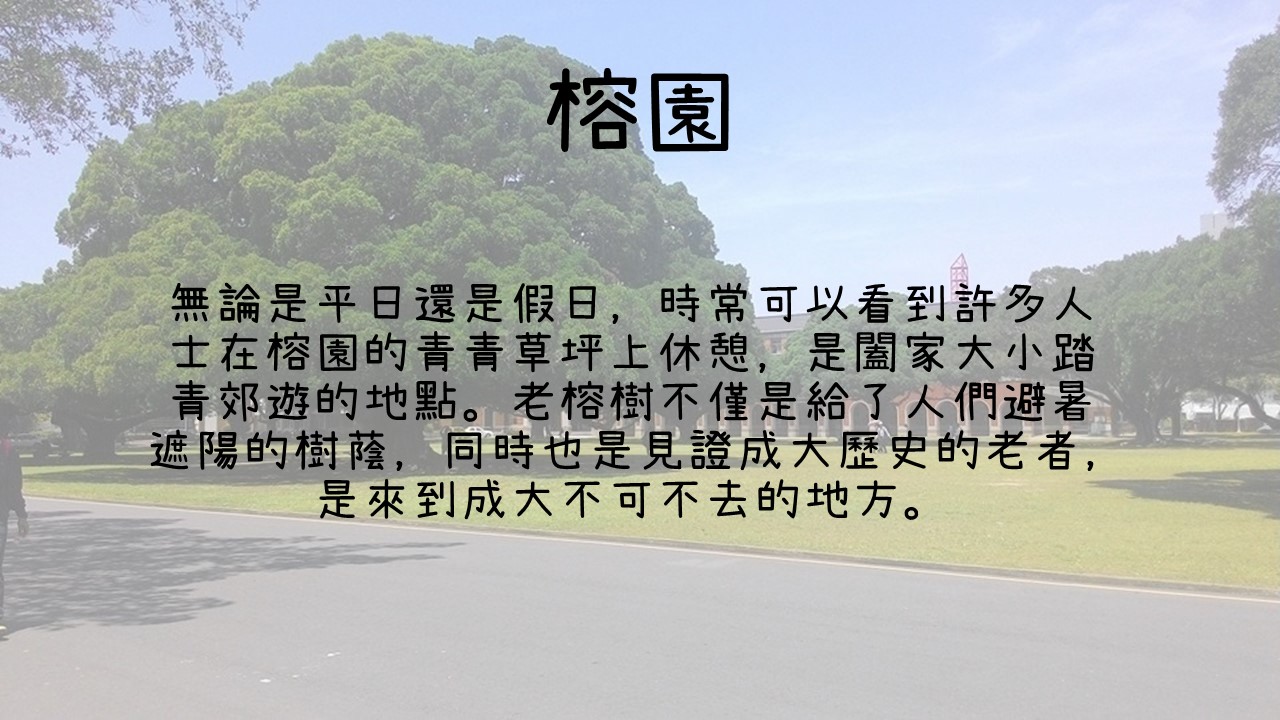 榕園
無論是平日還是假日，時常可以看到許多人
士在榕園的青青草坪上休憩，是闔家大小踏
青郊遊的地點。老榕樹不僅是給了人們避暑
遮陽的樹蔭，同時也是見證成大歷史的老者，
是來到成大不可不去的地方。